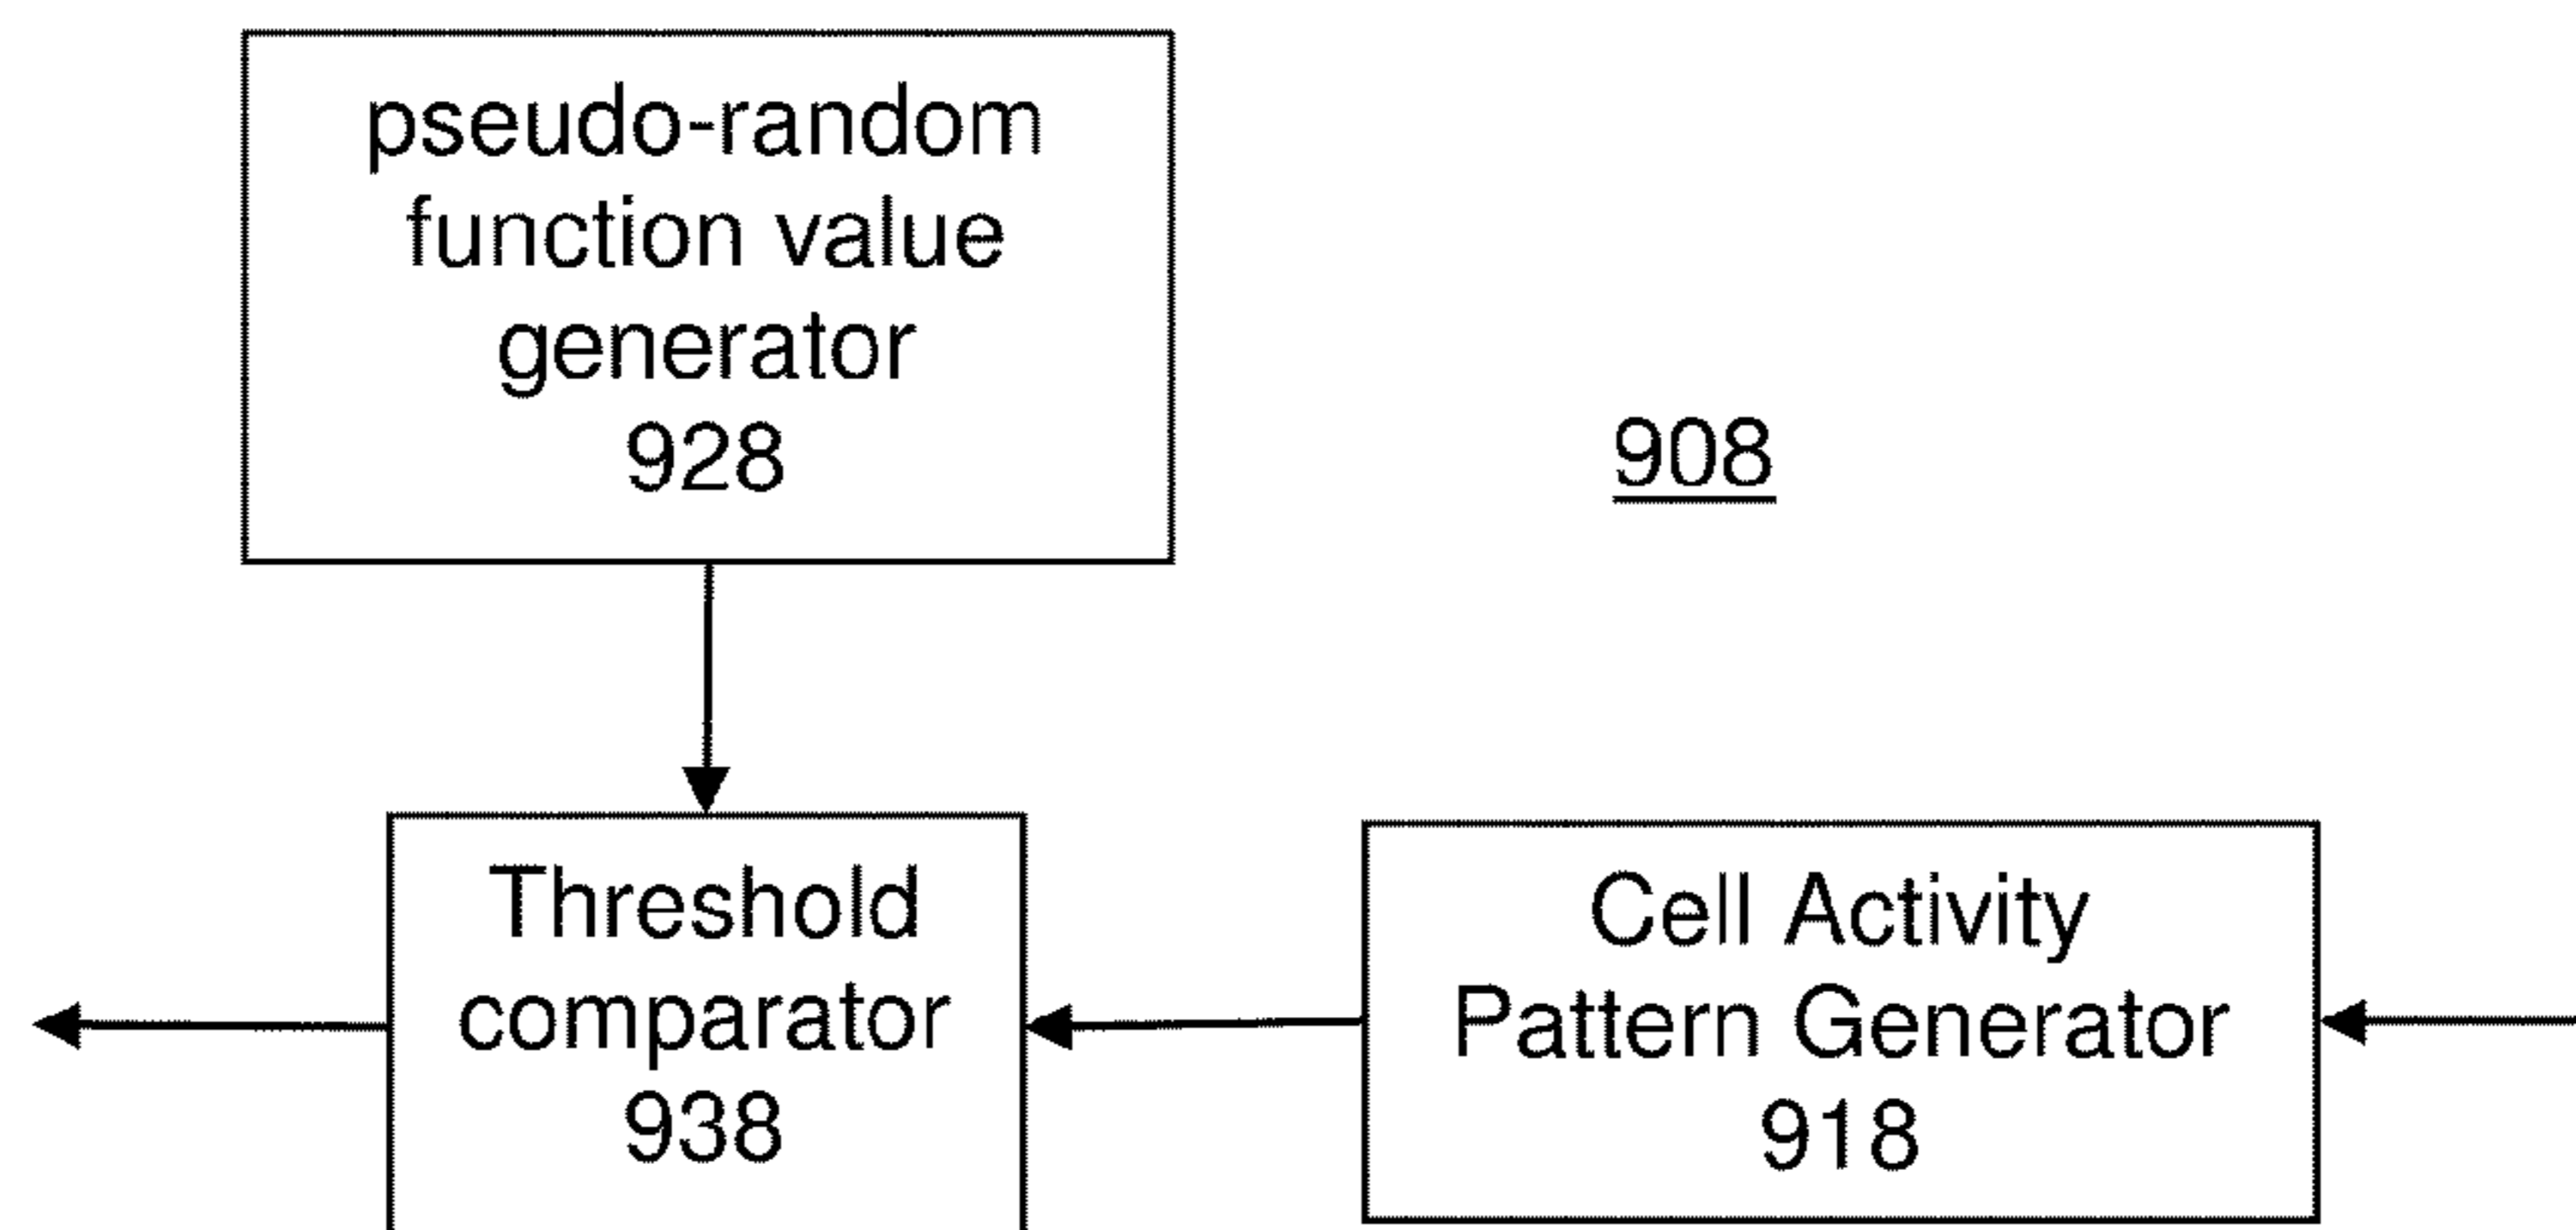 pseudo-random
function value
generator
928
908
Threshold
comparator
938
Cell Activity
Pattern Generator
918